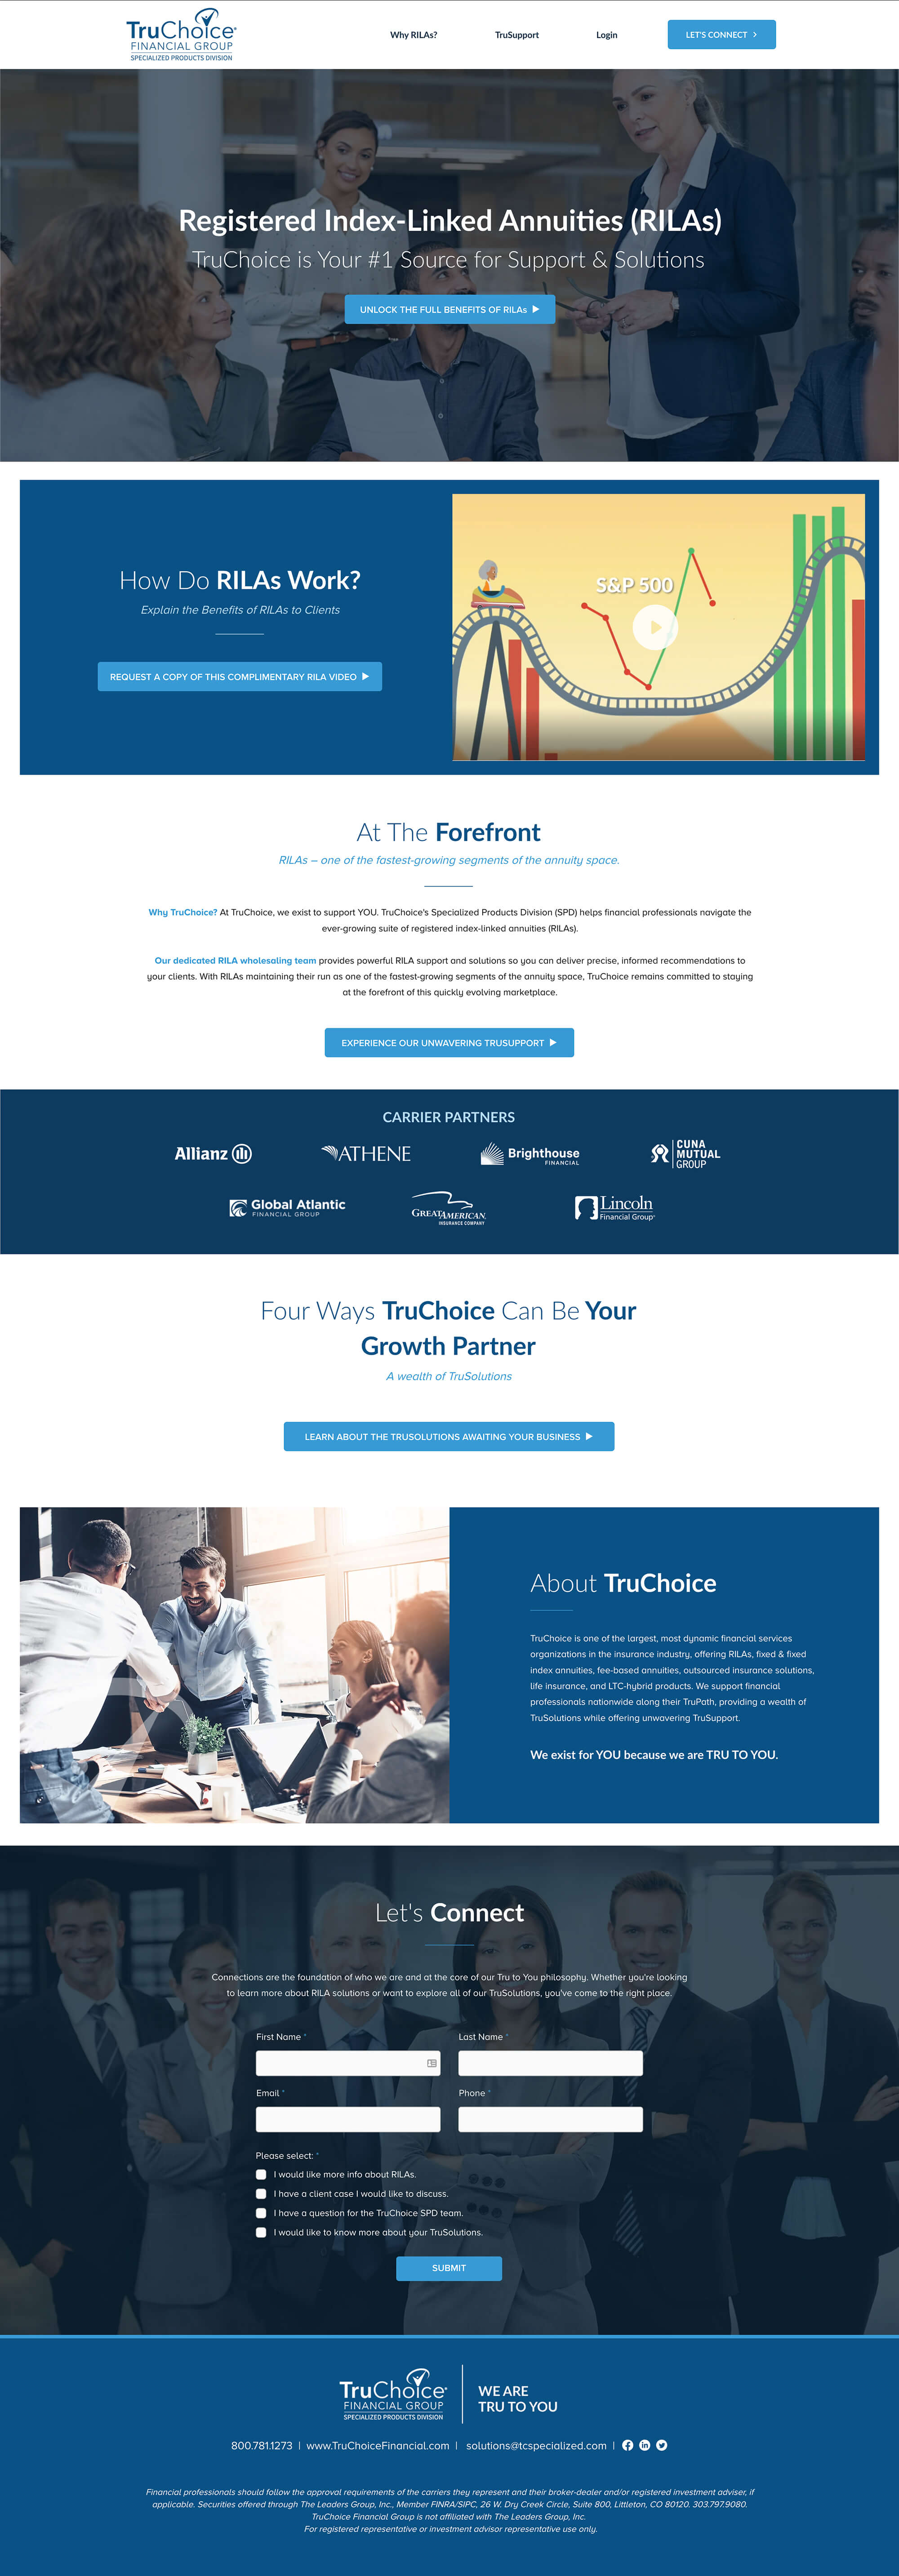 TruChoice®
FINANCIAL GROUP
SPECIALIZED PRODUCTS DIVISION
Why RILAs?
TruSupport
Login
LET'S CONNECT
Registered Index-Linked Annuities (RILAs)
TruChoice is Your #1 Source for Support & Solutions
UNLOCK THE FULL BENEFITS OF RILAs
How Do RILAs Work?
Explain the Benefits of RILAs to Clients
REQUEST A COPY OF THIS COMPLIMENTARY RILA VIDEO
S&P 500
At The Forefront
RILAs – one of the fastest-growing segments of the annuity space.
Why TruChoice? At TruChoice, we exist to support YOU. TruChoice's Specialized Products Division (SPD) helps financial professionals navigate the
ever-growing suite of registered index-linked annuities (RILAs).
Our dedicated RILA wholesaling team provides powerful RILA support and solutions so you can deliver precise, informed recommendations to
your clients. With RILAs maintaining their run as one of the fastest-growing segments of the annuity space, TruChoice remains committed to staying
at the forefront of this quickly evolving marketplace.
EXPERIENCE OUR UNWAVERING TRUSUPPORT
CARRIER PARTNERS
Allianz
ATHENE
Brighthouse
FINANCIAL
CUNA
MUTUAL
GROUP
Global Atlantic
FINANCIAL GROUP
GREATAMERICAN.
INSURANCE COMPANY
Lincoln
Financial Group®
Four Ways TruChoice Can Be Your
Growth Partner
A wealth of TruSolutions
LEARN ABOUT THE TRUSOLUTIONS AWAITING YOUR BUSINESS
About TruChoice
TruChoice is one of the largest, most dynamic financial services
organizations in the insurance industry, offering RILAs, fixed & fixed
index annuities, fee-based annuities, outsourced insurance solutions,
life insurance, and LTC-hybrid products. We support financial
professionals nationwide along their TruPath, providing a wealth of
TruSolutions while offering unwavering TruSupport.
We exist for YOU because we are TRU TO YOU.
Let's Connect
Connections are the foundation of who we are and at the core of our Tru to You philosophy. Whether you're looking
to learn more about RILA solutions or want to explore all of our TruSolutions, you've come to the right place.
First Name *
Last Name *
Email *
Phone *
Please select: *
I would like more info about RILAs.
I have a client case I would like to discuss.
I have a question for the TruChoice SPD team.
I would like to know more about your TruSolutions.
SUBMIT
TruChoice®
FINANCIAL GROUP
SPECIALIZED PRODUCTS DIVISION
WE ARE
TRU TO YOU
800.781.1273 | www.TruChoiceFinancial.com | solutions@tcspecialized.com |
Financial professionals should follow the approval requirements of the carriers they represent and their broker-dealer and/or registered investment adviser, if
applicable. Securities offered through The Leaders Group, Inc., Member FINRA/SIPC, 26 W. Dry Creek Circle, Suite 800, Littleton, CO 80120. 303.797.9080.
TruChoice Financial Group is not affiliated with The Leaders Group, Inc.
For registered representative or investment advisor representative use only.